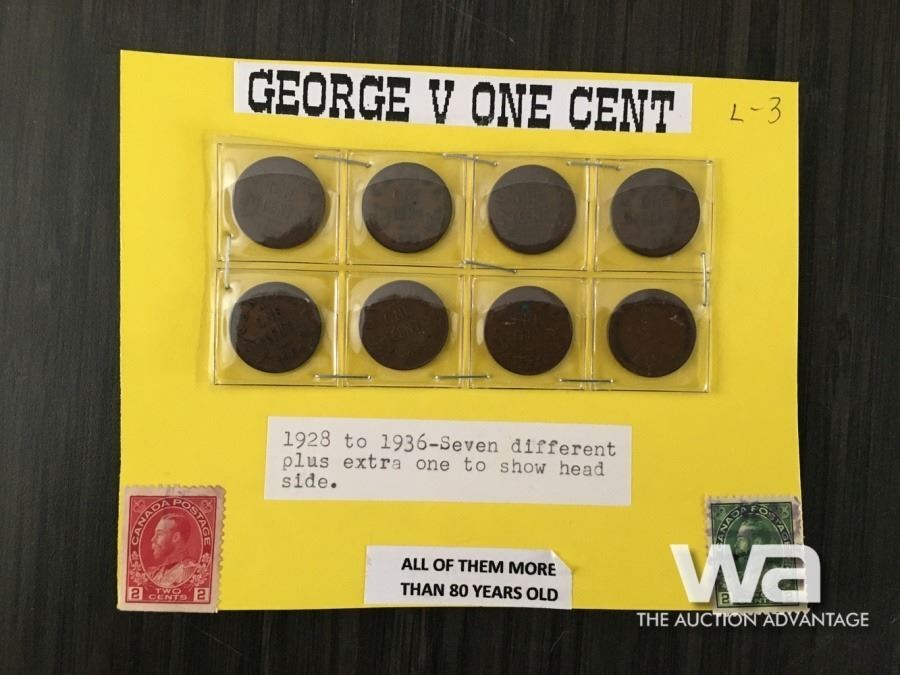 GEORGE V ONE CENT
L-3
1928 to 1936-Seven different
plus extra one to show head
side.
CANADA POSTAGE
2 TWO CENTS 2
CANADA POSTAGE
2
ALL OF THEM MORE
THAN 80 YEARS OLD
wa
THE AUCTION ADVANTAGE